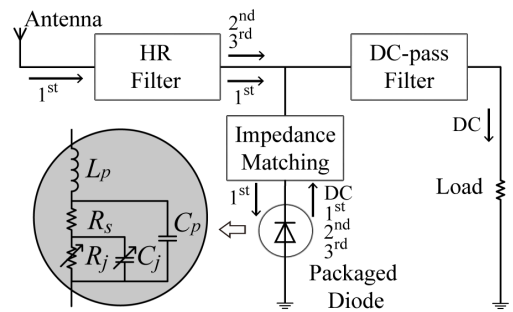 Antenna
HR
Filter
2nd
3rd
1st
1st
DC-pass
Filter
DC
Load
Impedance
Matching
1st
DC
1st
2nd
3rd
Packaged
Diode
Lp
Rs
Cp
Rj
Cj